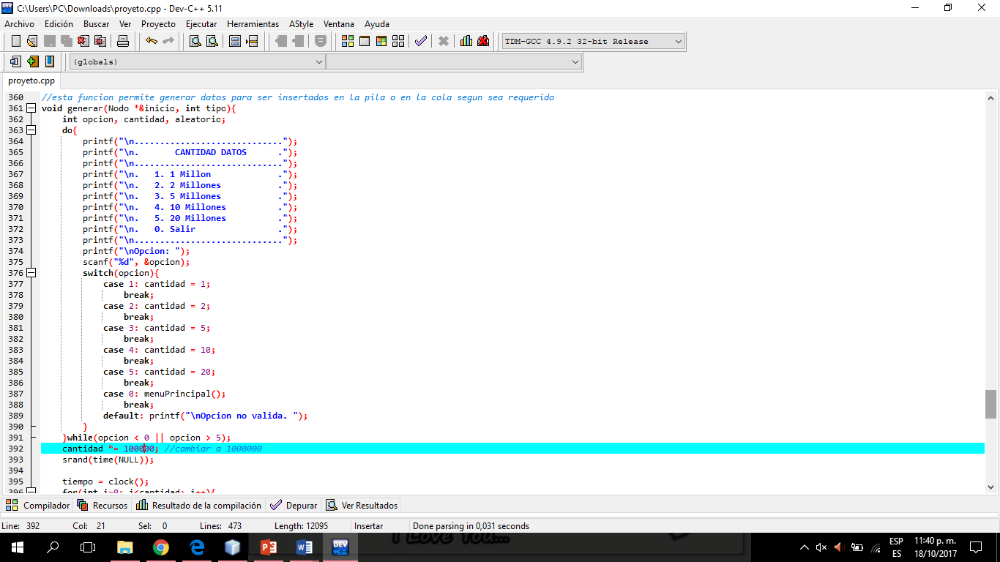 C:\Users\PC\Downloads\proyeto.cpp - Dev-C++ 5.11
Archivo Edición Buscar Ver Proyecto Ejecutar Herramientas AStyle Ventana Ayuda
TDM-GCC 4.9.2 32-bit Release
(globals)
proyeto.cpp
360 //esta funcion permite generar datos para ser insertados en la pila o en la cola segun sea requerido
361 void generar(Nodo *&inicio, int tipo){
362 int opcion, cantidad, aleatorio;
363 do{
364 printf("\n.............................");
365 printf("\n.       CANTIDAD DATOS      .");
366 printf("\n.............................");
367 printf("\n.   1. 1 Millon             .");
368 printf("\n.   2. 2 Millones           .");
369 printf("\n.   3. 5 Millones           .");
370 printf("\n.   4. 10 Millones          .");
371 printf("\n.   5. 20 Millones          .");
372 printf("\n.   0. Salir                .");
373 printf("\n.............................");
374 printf("\nOpcion: ");
375 scanf("%d", &opcion);
376 switch(opcion){
377 case 1: cantidad = 1;
378 break;
379 case 2: cantidad = 2;
380 break;
381 case 3: cantidad = 5;
382 break;
383 case 4: cantidad = 10;
384 break;
385 case 5: cantidad = 20;
386 break;
387 case 0: menuPrincipal();
388 break;
389 default: printf("\nOpcion no valida. ");
390 }
391 }while(opcion < 0 || opcion > 5);
392 cantidad *= 100000; //cambiar a 1000000
393 srand(time(NULL));
394
395 tiempo = clock();
396 for(int i=0; i<cantidad; i++){
Compilador Recursos Resultado de la compilación Depurar Ver Resultados
Line: 392 Col: 21 Sel: 0 Lines: 473 Length: 12095 Insertar Done parsing in 0,031 seconds
I Love You...
ESP 11:40 p. m.
ES 18/10/2017